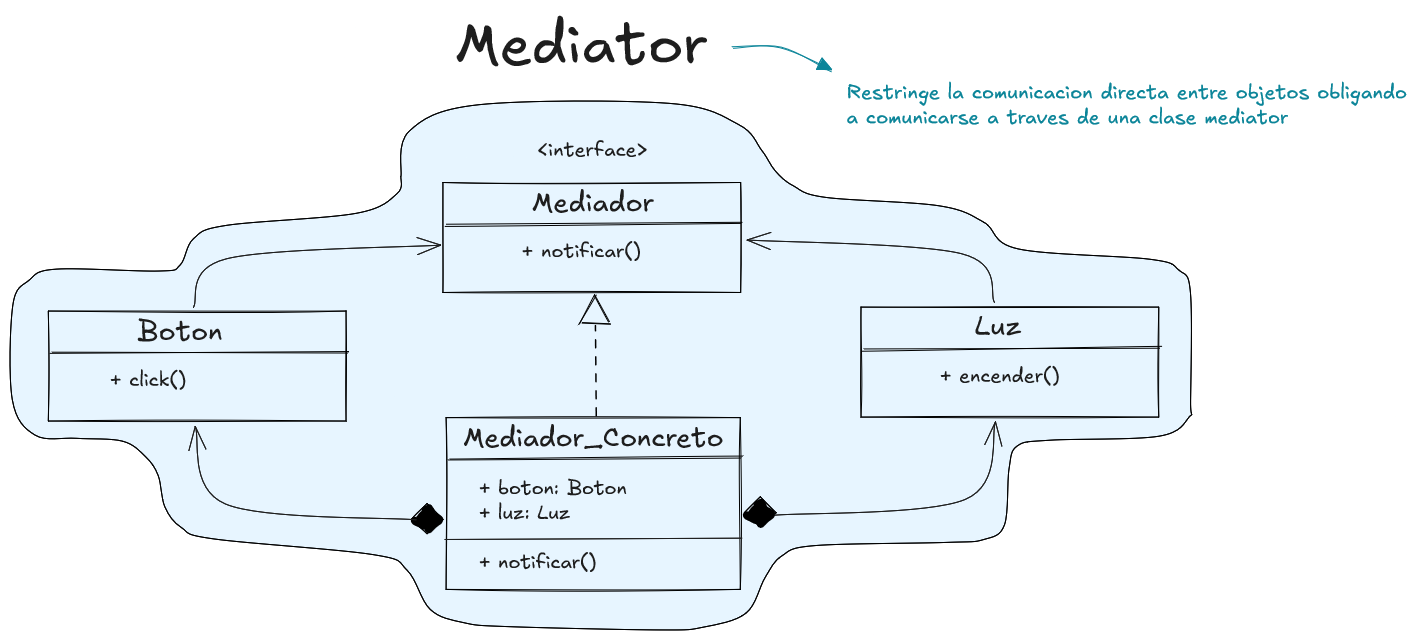 Mediator
Restringe la comunicacion directa entre objetos obligando
a comunicarse a traves de una clase mediator
<interface>
Mediador
+ notificar()
Boton
+ click()
Luz
+ encender()
Mediador_Concreto
+ boton: Boton
+ luz: Luz
+ notificar()